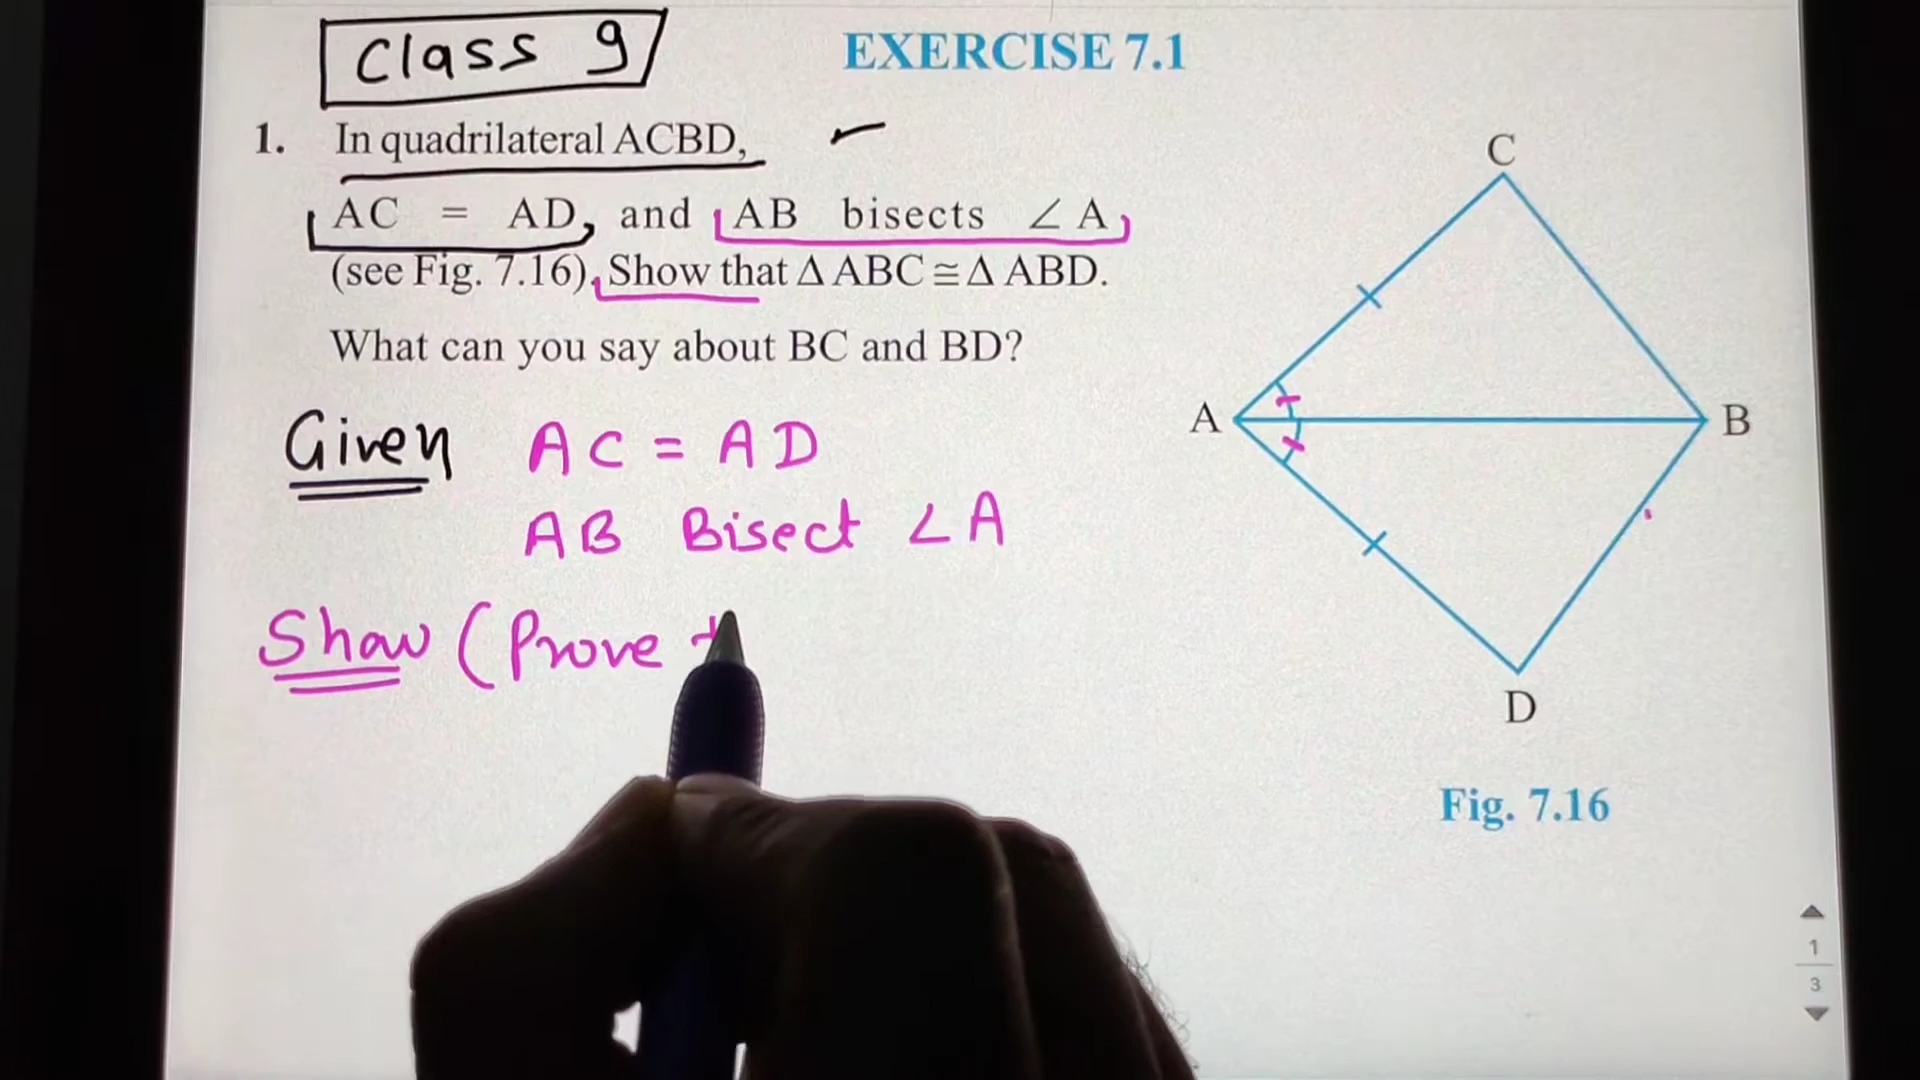 Class 9
EXERCISE 7.1
1. In quadrilateral ACBD,
AC = AD, and AB bisects ∠A
(see Fig. 7.16). Show that Δ ABC ≅ Δ ABD.
What can you say about BC and BD?
Given AC = AD
AB Bisect ∠A
Show (Prove
C
A
B
D
Fig. 7.16
1
3